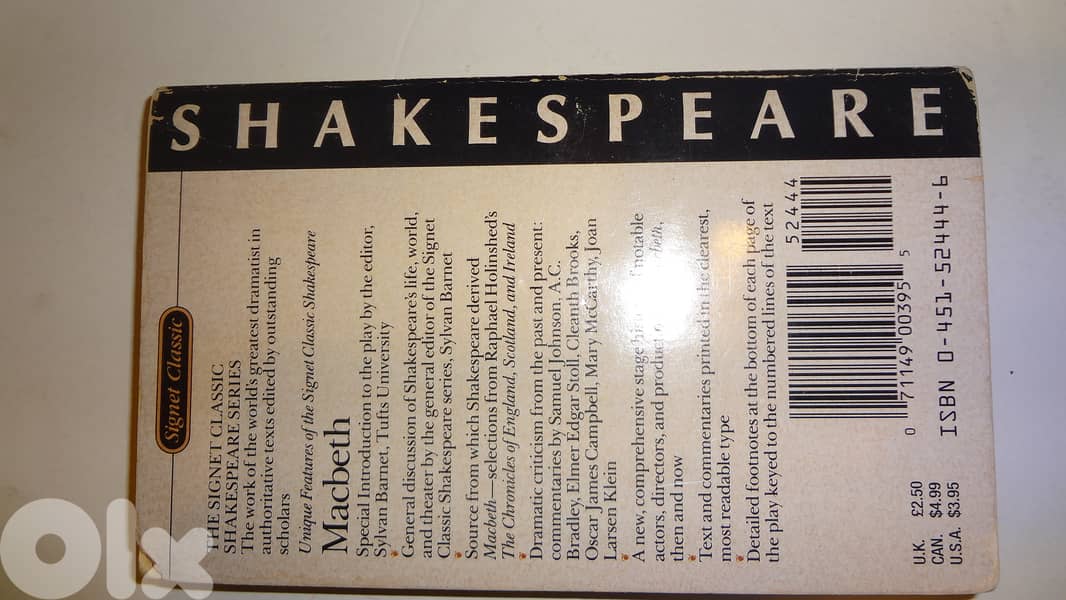 SHAKESPEARE
Signet Classic
THE SIGNET CLASSIC
SHAKESPEARE SERIES
The work of the world's greatest dramatist in
authoritative texts edited by outstanding
scholars
Unique Features of the Signet Classic Shakespeare
Macbeth
Special Introduction to the play by the editor,
Sylvan Barnet, Tufts University
General discussion of Shakespeare's life, world,
and theater by the general editor of the Signet
Classic Shakespeare series, Sylvan Barnet
Source from which Shakespeare derived
Macbeth—selections from Raphael Holinshed's
The Chronicles of England, Scotland, and Ireland
Dramatic criticism from the past and present:
commentaries by Samuel Johnson, A.C.
Bradley, Elmer Edgar Stoll, Cleanth Brooks,
Oscar James Campbell, Mary McCarthy, Joan
Larsen Klein
A new, comprehensive stage notable
actors, directors, and
then and now
Text and commentaries printed in the clearest,
most readable type
Detailed footnotes at the bottom of each page of
the play keyed to the numbered lines of the text
52444
0 71149 00395 5
ISBN 0-451-52444-6
U.K. £2.50
CAN. $4.99
U.S.A. $3.95
olx